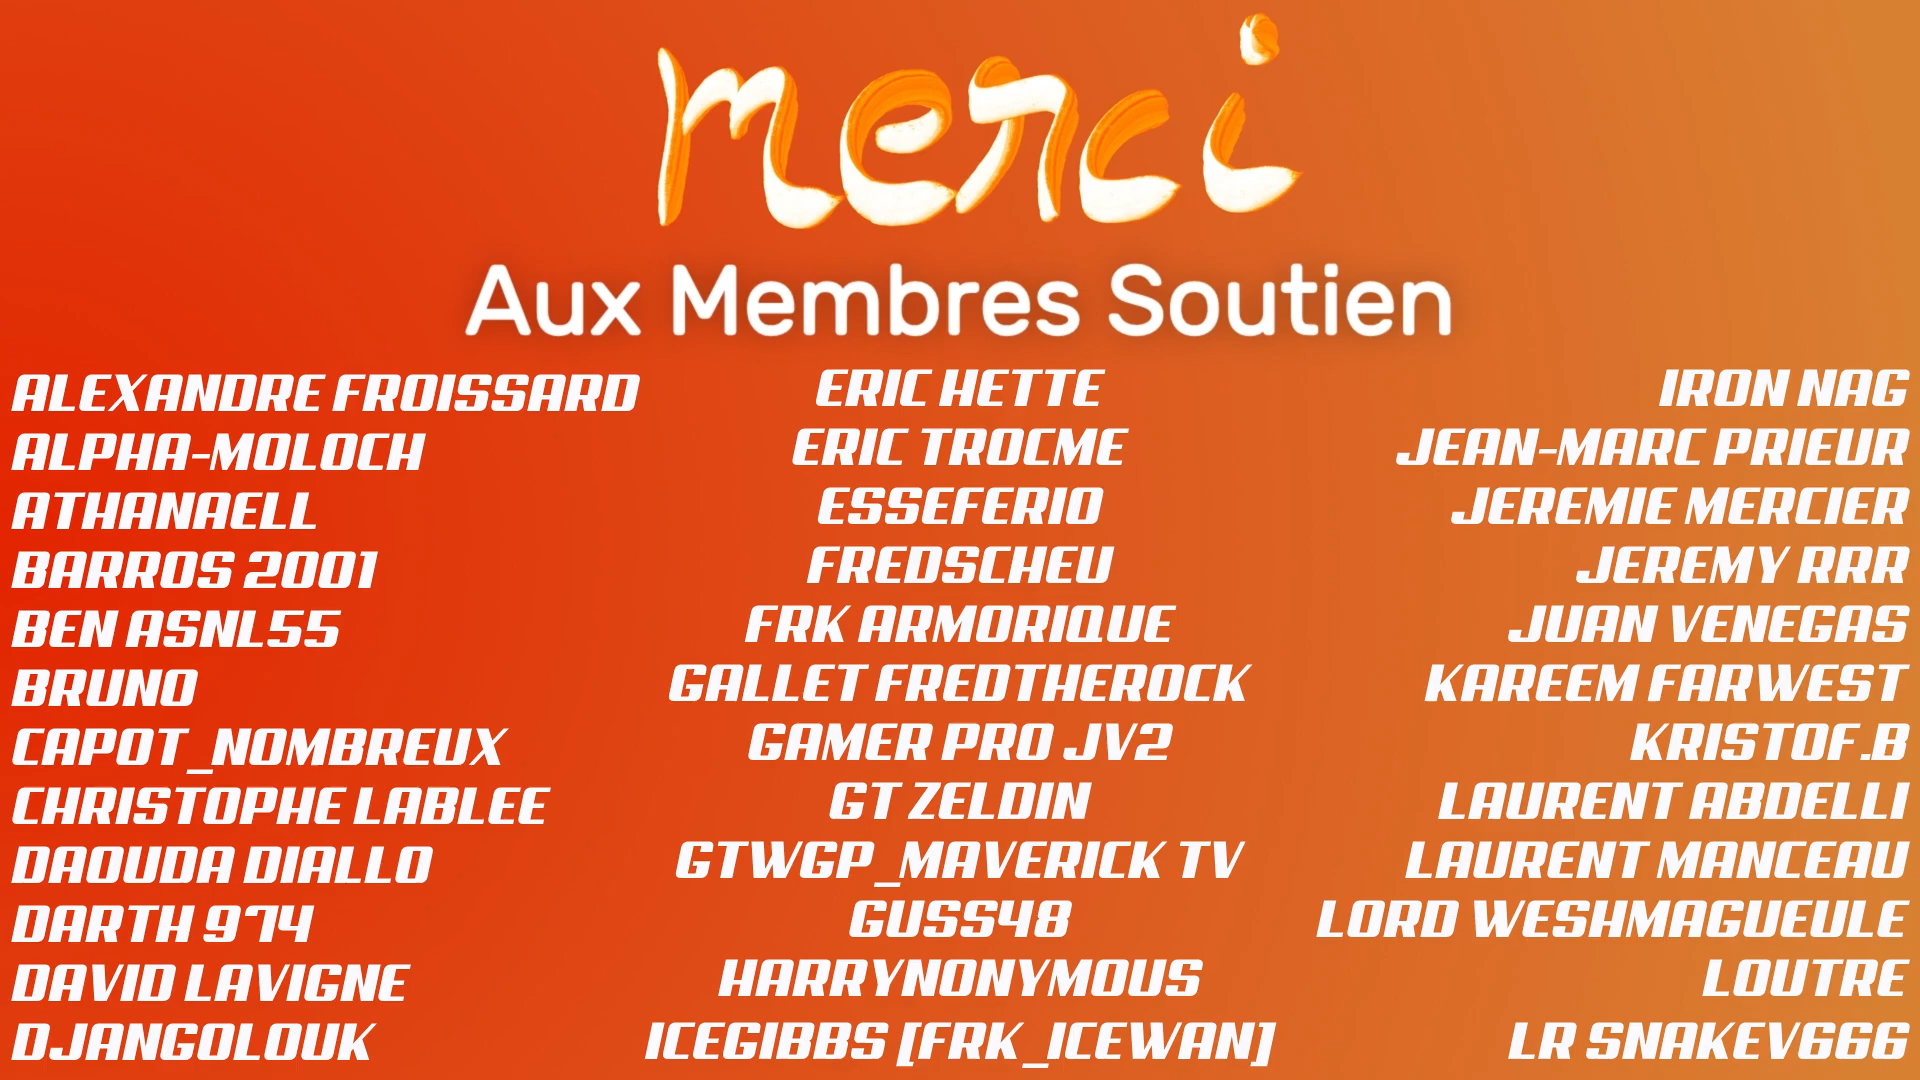 merci
Aux Membres Soutien
ALEXANDRE FROISSARD
ALPHA-MOLOCH
ATHANAELL
BARROS 2001
BEN ASNL55
BRUNO
CAPOT_NOMBREUX
CHRISTOPHE LABLEE
DAOUDA DIALLO
DARTH 974
DAVID LAVIGNE
DJANGOLOUK
ERIC HETTE
ERIC TROCME
ESSEFERIO
FREDSCHEU
FRK ARMORIQUE
GALLET FREDTHEROCK
GAMER PRO JV2
GT ZELDIN
GTWGP_MAVERICK TV
GUSS48
HARRYNONYMOUS
ICEGIBBS [FRK_ICEWAN]
IRON NAG
JEAN-MARC PRIEUR
JEREMIE MERCIER
JEREMY RRR
JUAN VENEGAS
KAREEM FARWEST
KRISTOF.B
LAURENT ABDELLI
LAURENT MANCEAU
LORD WESHMAGUEULE
LOUTRE
LR SNAKEV666